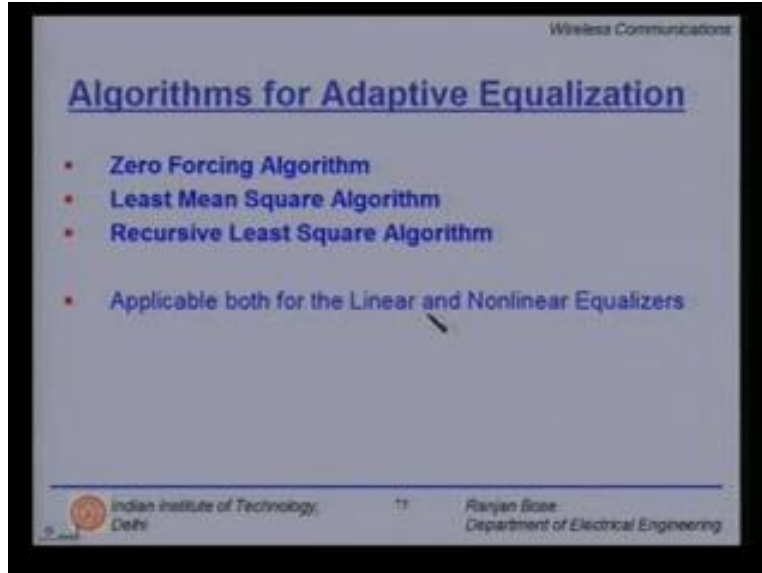 Wireless Communications
Algorithms for Adaptive Equalization
• Zero Forcing Algorithm
• Least Mean Square Algorithm
• Recursive Least Square Algorithm
• Applicable both for the Linear and Nonlinear Equalizers
Indian Institute of Technology,
Delhi
Ranjan Bose
Department of Electrical Engineering